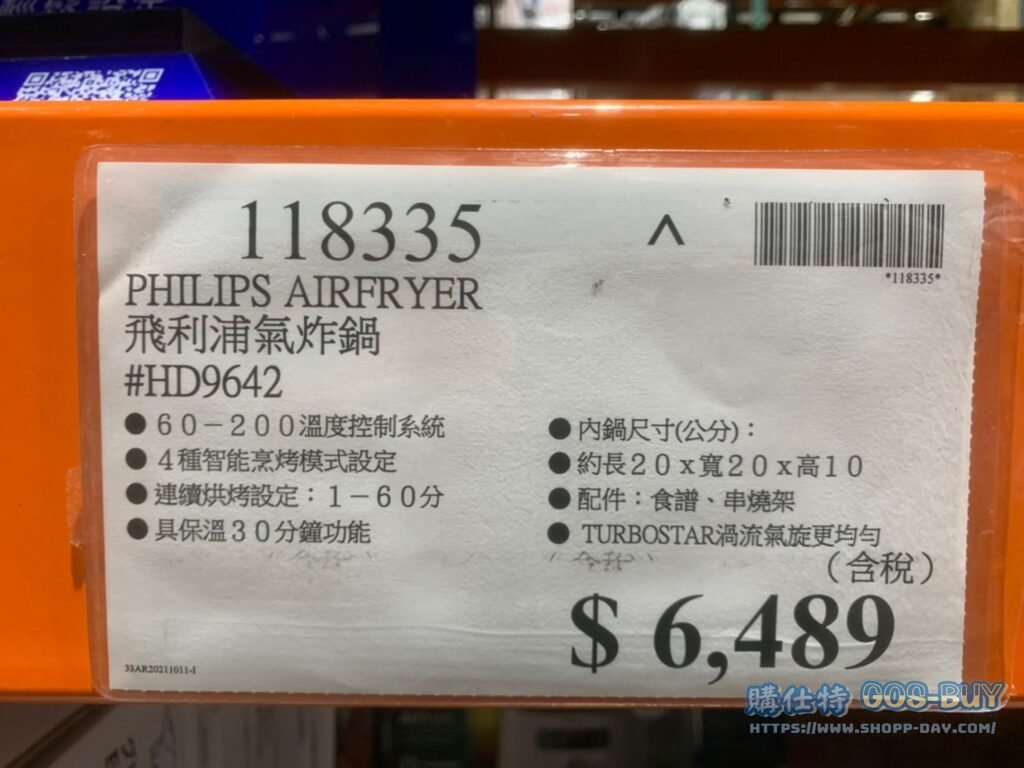 118335
^
*118335*
PHILIPS AIRFRYER
飛利浦氣炸鍋
#HD9642
●60－200溫度控制系統
●4種智能烹烤模式設定
●連續烘烤設定：1－60分
●具保溫30分鐘功能
●內鍋尺寸(公分)：
●約長20x寬20x高10
●配件：食譜、串燒架
●TURBOSTAR渦流氣旋更均勻
（含稅）
$ 6,489
33AR20211011-I
購仕特 GOS-BUY
HTTPS://WWW.SHOPP-DAY.COM/